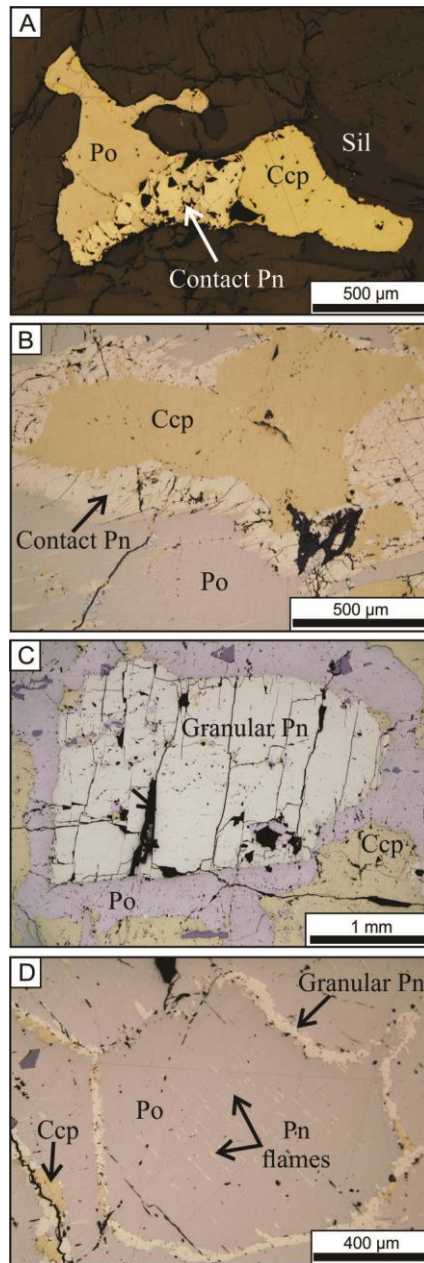 A
Po
Ccp
Sil
Contact Pn
500 µm
B
Ccp
Contact Pn
Po
500 µm
C
Granular Pn
Ccp
Po
1 mm
D
Granular Pn
Po
Ccp
Pn
flames
400 µm